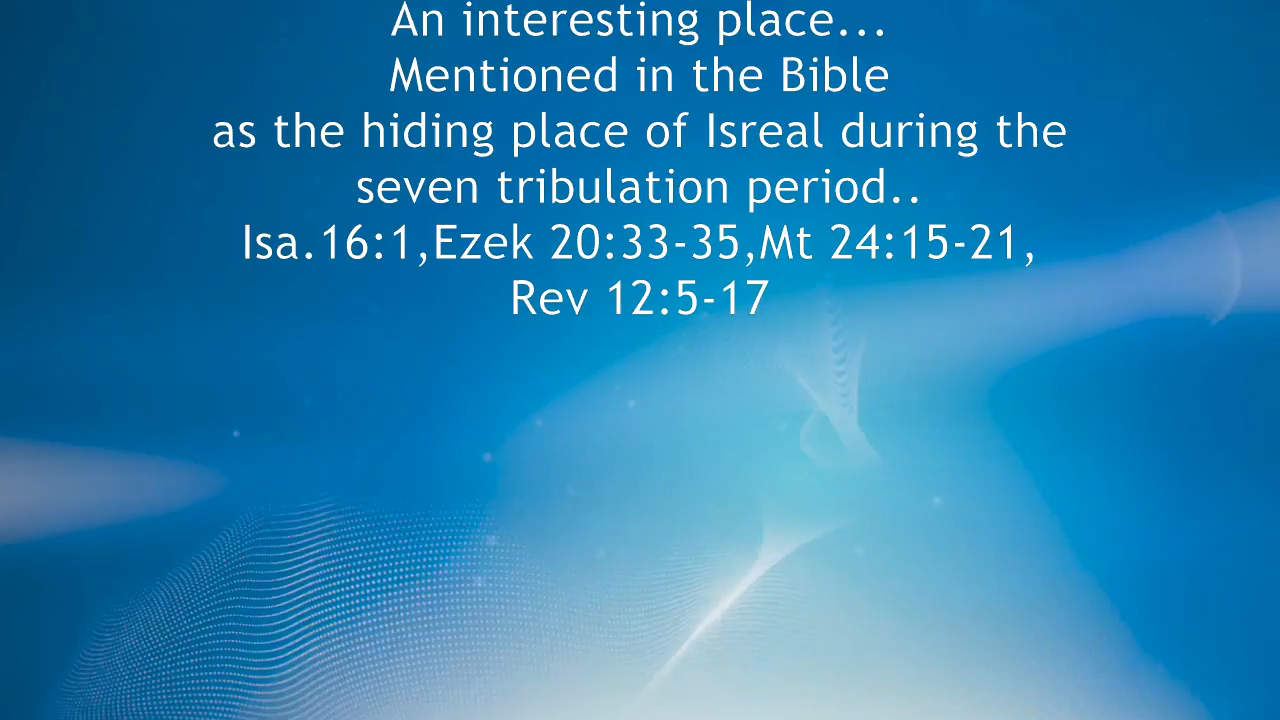 An interesting place...
Mentioned in the Bible
as the hiding place of Isreal during the
seven tribulation period..
Isa.16:1,Ezek 20:33-35,Mt 24:15-21,
Rev 12:5-17